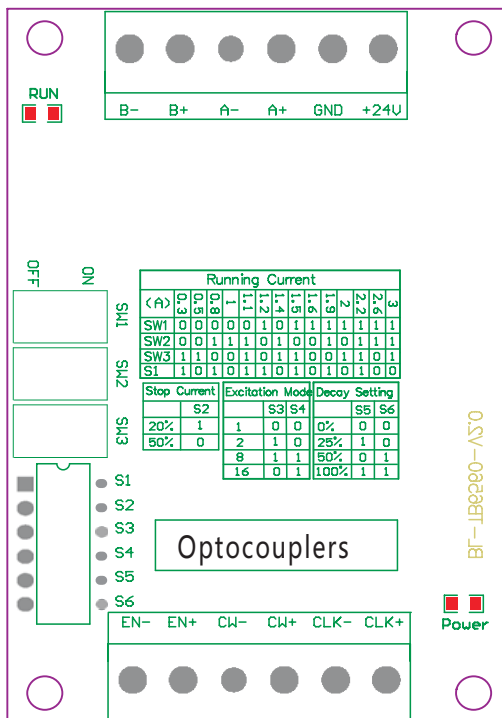 B- B+ A- A+ GND +24V
RUN
OFF ON
SW1
SW2
SW3
Running Current
(A) 0.3 0.5 0.8 1 1.1 1.2 1.4 1.5 1.6 1.9 2 2.2 2.6 3
SW1 0 0 0 0 0 1 0 1 1 1 1 1 1 1
SW2 0 0 1 1 1 0 1 0 1 0 0 1 1 1
SW3 1 1 0 0 1 0 1 0 0 1 1 0 1 1
S1 1 0 1 0 1 1 0 0 1 1 0 0 1 0
Stop Current
S2
20% 1
50% 0
Excitation Mode
S3 S4
1 0 0
2 1 0
8 1 1
16 0 1
Decay Setting
S5 S6
0% 0 0
25% 1 0
50% 0 1
100% 1 1
S1
S2
S3
S4
S5
S6
Optocouplers
BL-TB6560-V2.0
Power
EN- EN+ CW- CW+ CLK- CLK+